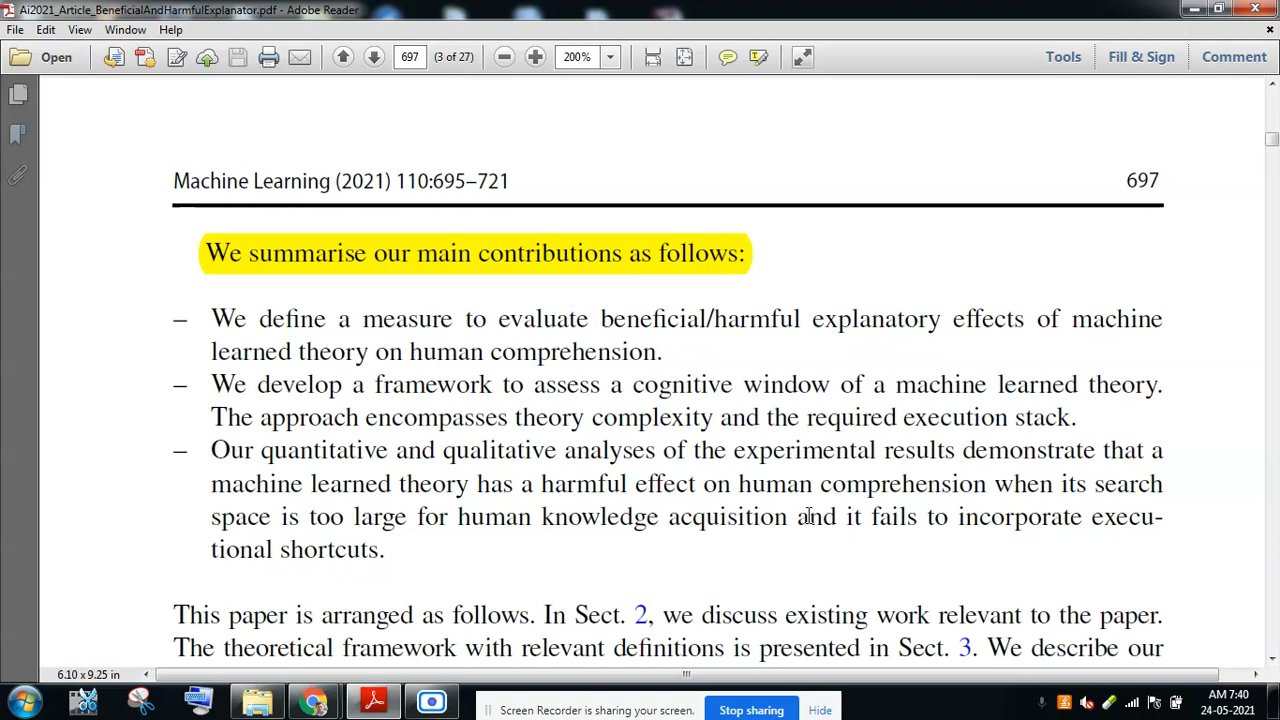 Ai2021_Article_BeneficialAndHarmfulExplanator.pdf - Adobe Reader
File Edit View Window Help
Open 697 (3 of 27) 200% Tools Fill & Sign Comment
Machine Learning (2021) 110:695–721 697
We summarise our main contributions as follows:
– We define a measure to evaluate beneficial/harmful explanatory effects of machine
learned theory on human comprehension.
– We develop a framework to assess a cognitive window of a machine learned theory.
The approach encompasses theory complexity and the required execution stack.
– Our quantitative and qualitative analyses of the experimental results demonstrate that a
machine learned theory has a harmful effect on human comprehension when its search
space is too large for human knowledge acquisition and it fails to incorporate execu-
tional shortcuts.
This paper is arranged as follows. In Sect. 2, we discuss existing work relevant to the paper.
The theoretical framework with relevant definitions is presented in Sect. 3. We describe our
6.10 x 9.25 in
Screen Recorder is sharing your screen. Stop sharing Hide
AM 7:40
24-05-2021